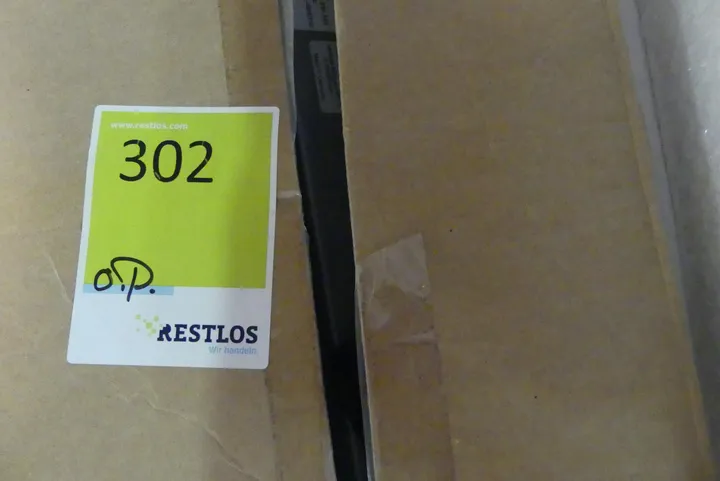 www.restlos.com
302
o.P.
RESTLOS
Wir handeln.